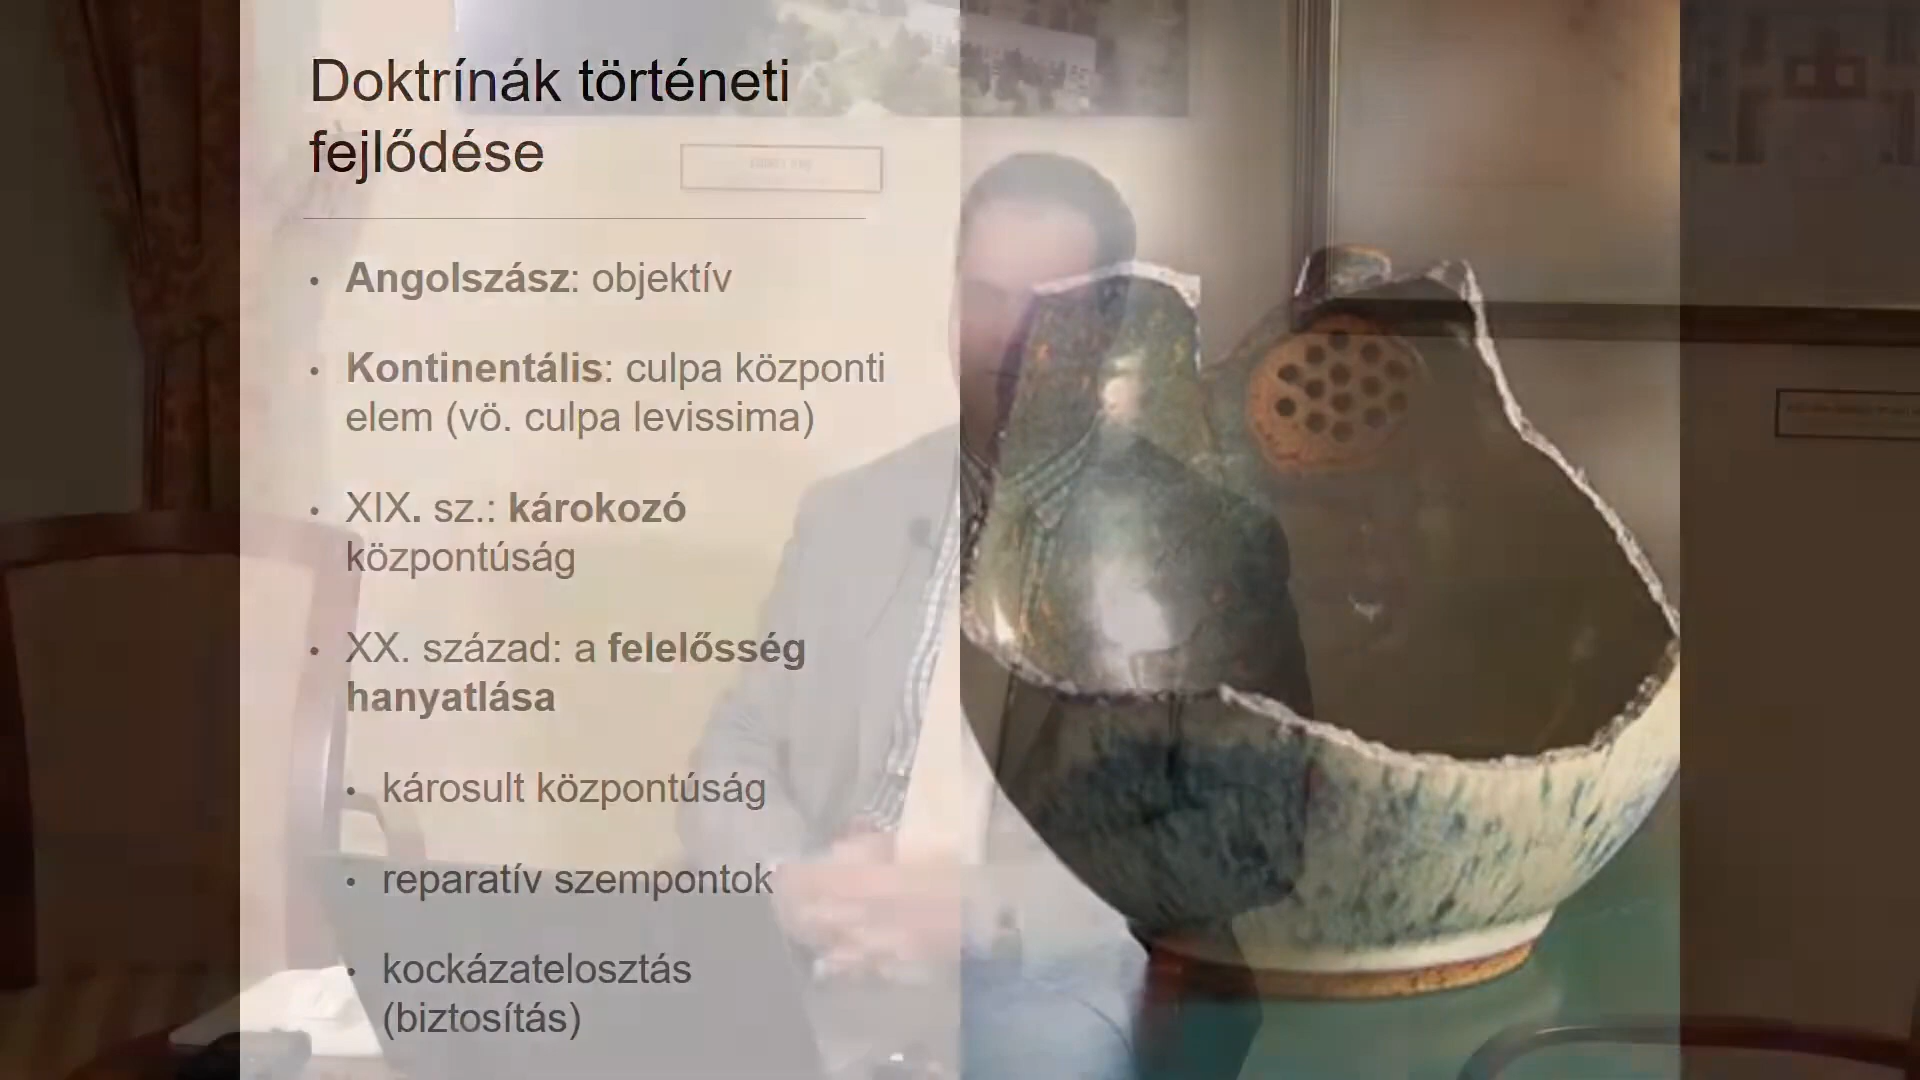 Doktrínák történeti
fejlődése
• Angolszász: objektív
• Kontinentális: culpa központi
elem (vö. culpa levissima)
• XIX. sz.: károkozó
központúság
• XX. század: a felelősség
hanyatlása
• károsult központúság
• reparatív szempontok
• kockázatelosztás
(biztosítás)